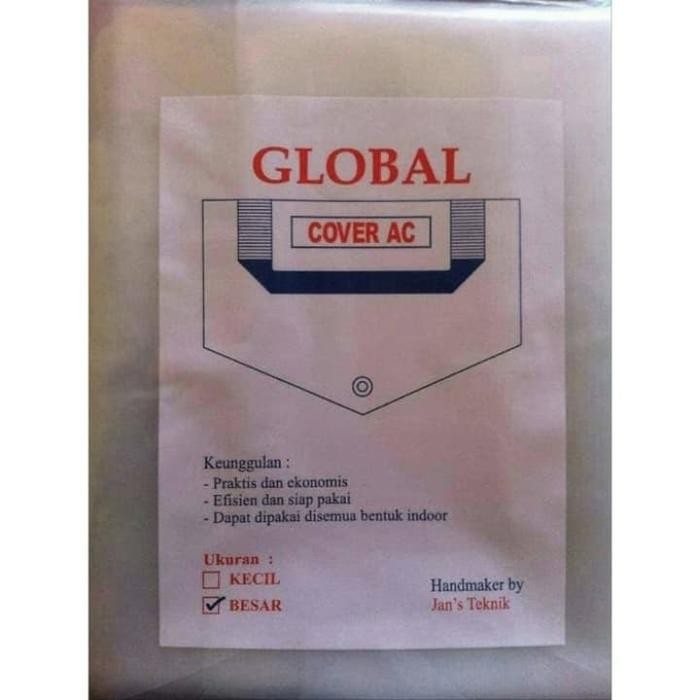 GLOBAL
COVER AC
Keunggulan :
- Praktis dan ekonomis
- Efisien dan siap pakai
- Dapat dipakai disemua bentuk indoor
Ukuran :
KECIL
BESAR
Handmaker by
Jan's Teknik